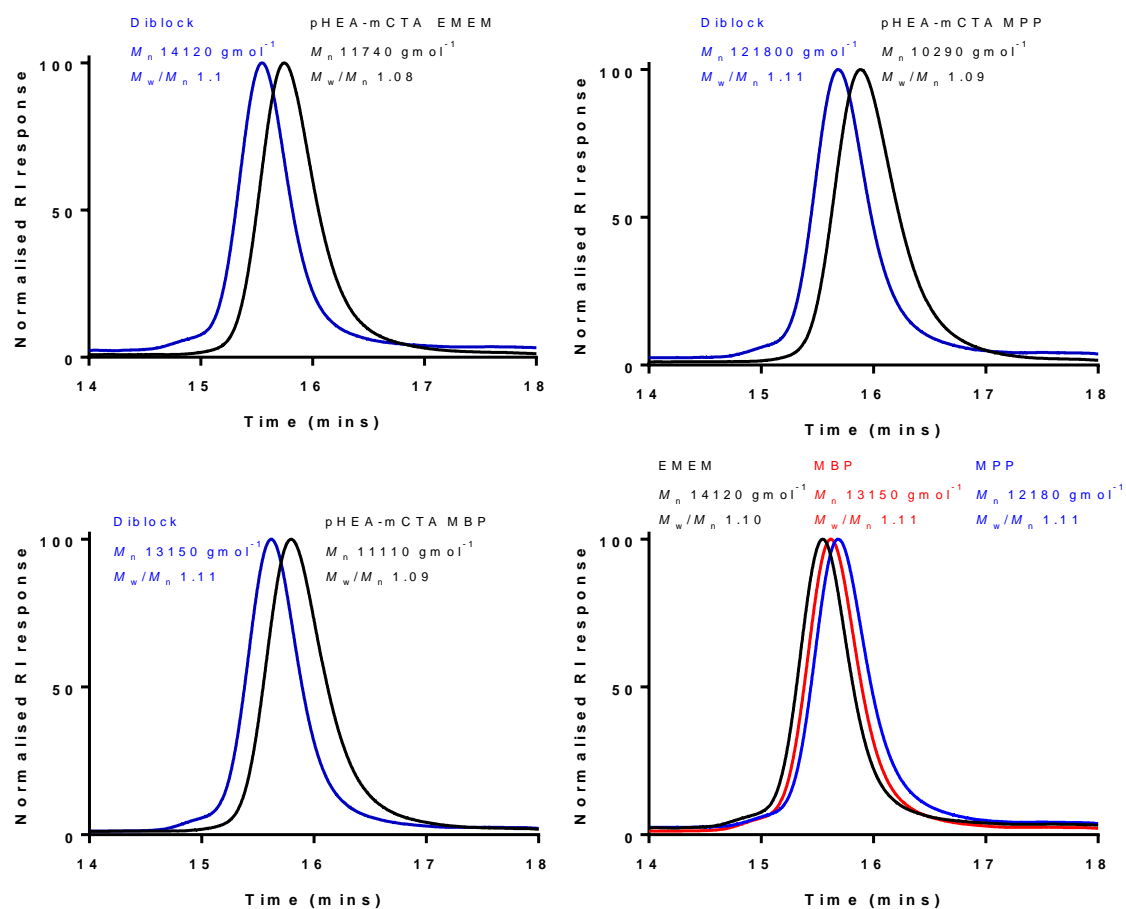 Diblock
Mn 14120 gmol-1
Mw/Mn 1.1
pHEA-mCTA EMEM
Mn 11740 gmol-1
Mw/Mn 1.08
Normalised RI response
100
50
0
14 15 16 17 18
Time (mins)
Diblock
Mn 121800 gmol-1
Mw/Mn 1.11
pHEA-mCTA MPP
Mn 10290 gmol-1
Mw/Mn 1.09
Normalised RI response
100
50
0
14 15 16 17 18
Time (mins)
Diblock
Mn 13150 gmol-1
Mw/Mn 1.11
pHEA-mCTA MBP
Mn 11110 gmol-1
Mw/Mn 1.09
Normalised RI response
100
50
0
14 15 16 17 18
Time (mins)
EMEM
Mn 14120 gmol-1
Mw/Mn 1.10
MBP
Mn 13150 gmol-1
Mw/Mn 1.11
MPP
Mn 12180 gmol-1
Mw/Mn 1.11
Normalised RI response
100
50
0
14 15 16 17 18
Time (mins)